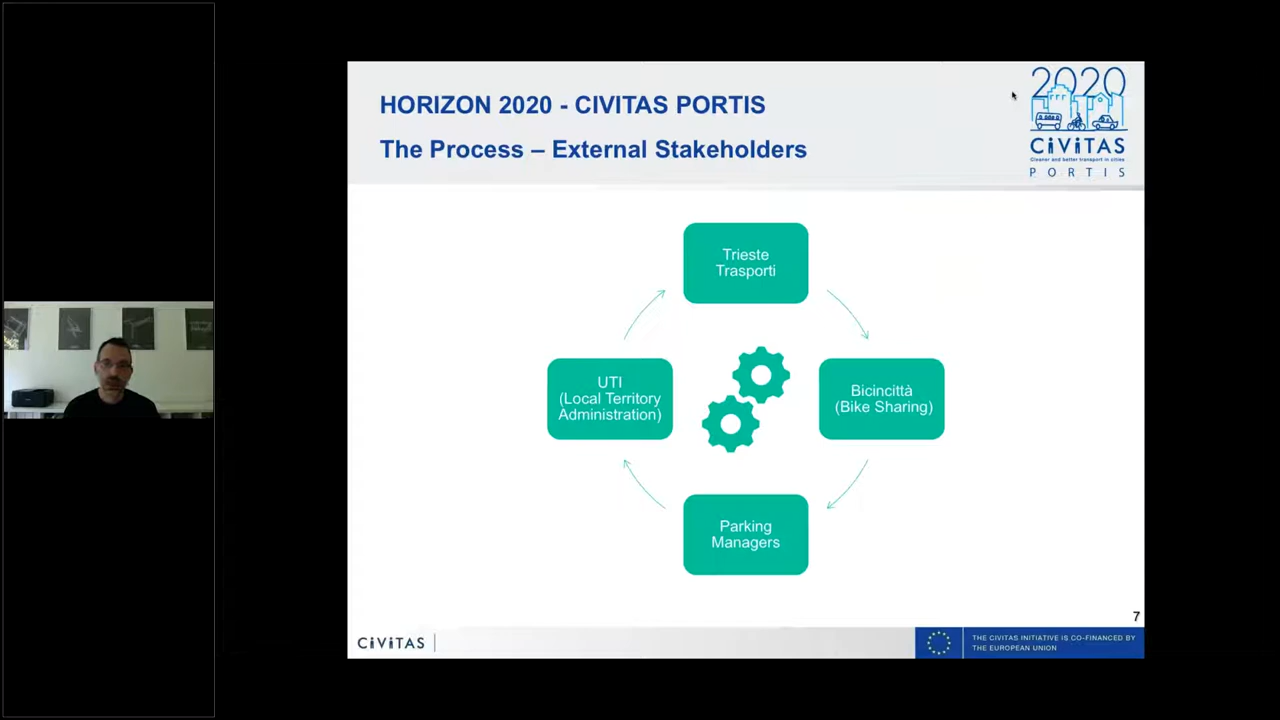 HORIZON 2020 - CIVITAS PORTIS
The Process – External Stakeholders
2020
CiViTAS
Cleaner and better transport in cities
PORTIS
Trieste
Trasporti
UTI
(Local Territory
Administration)
Bicincittà
(Bike Sharing)
Parking
Managers
7
CiViTAS
THE CIVITAS INITIATIVE IS CO-FINANCED BY
THE EUROPEAN UNION